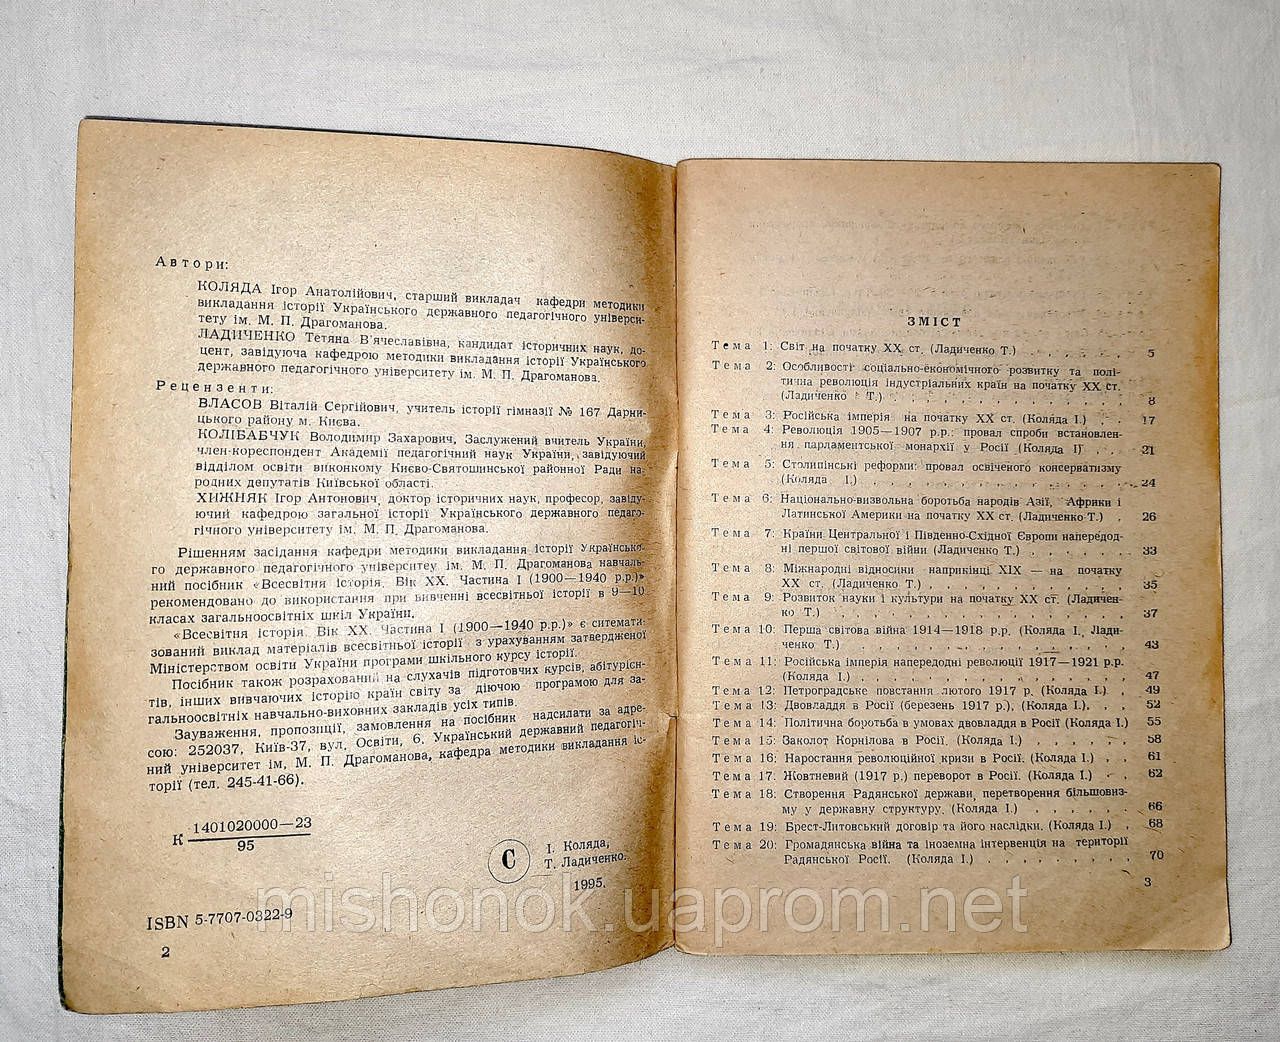 Автори:
КОЛЯДА Ігор Анатолійович, старший викладач кафедри методики
викладання історії Українського державного педагогічного універси-
тету ім. М. П. Драгоманова.
ЛАДИЧЕНКО Тетяна В'ячеславівна, кандидат історичних наук, до-
цент, завідуюча кафедрою методики викладання історії Українського
державного педагогічного університету ім. М. П. Драгоманова.
Рецензенти:
ВЛАСОВ Віталій Сергійович, учитель історії гімназії № 167 Дарни-
цького району м. Києва.
КОЛІБАБЧУК Володимир Захарович, Заслужений вчитель України,
член-кореспондент Академії педагогічний наук України, завідуючий
відділом освіти виконкому Києво-Святошинської районної Ради на-
родних депутатів Київської області.
ХИЖНЯК Ігор Антонович, доктор історичних наук, професор, завіду-
ючий кафедрою загальної історії Українського державного педаго-
гічного університету ім. М. П. Драгоманова.
Рішенням засідання кафедри методики викладання історії Українсько-
го державного педагогічного університету ім. М. П. Драгоманова навчаль-
ний посібник «Всесвітня історія. Вік XX. Частина I (1900—1940 р.р.)»
рекомендовано до використання при вивченні всесвітньої історії в 9—10
класах загальноосвітніх шкіл України.
«Всесвітня історія. Вік XX. Частина I (1900—1940 р.р.)» є ситемати-
зований виклад матеріалів всесвітньої історії з урахуванням затвердженої
Міністерством освіти України програми шкільного курсу історії.
Посібник також розрахований на слухачів підготовчих курсів, абітурієн-
тів, інших вивчаючих історію країн світу за діючою програмою для за-
гальноосвітніх навчально-виховних закладів усіх типів.
Зауваження, пропозиції, замовлення на посібник надсилати за адре-
сою: 252037, Київ-37, вул. Освіти, 6, Український державний педагогіч-
ний університет ім, М. П. Драгоманова, кафедра методики викладання іс-
торії (тел. 245-41-66).
К 1401020000—23
95
С
І. Коляда,
Т. Ладиченко.
1995.
ISBN 5-7707-0322-9
2
ЗМІСТ
Тема 1: Світ на початку XX ст. (Ладиченко Т.) . . . . . . 5
Тема 2: Особливості соціально-економічного розвитку та полі-
тична революція індустріальних країн на початку XX ст.
(Ладиченко Т.) . . . . . . . . . . . 8
Тема 3: Російська імперія на початку XX ст. (Коляда І.) . . 17
Тема 4: Революція 1905—1907 р.р.: провал спроби встановлен-
ня парламентської монархії у Росії (Коляда І) . . . 21
Тема 5: Столипінські реформи: провал освіченого консерватизму
(Коляда І.) . . . . . . . . . . . 24
Тема 6: Національно-визвольна боротьба народів Азії, Африки і
Латинської Америки на початку XX ст. (Ладиченко Т.) . 26
Тема 7: Країни Центральної і Південно-Східної Європи напередод-
ні першої світової війни (Ладиченко Т.) . . . . . . 33
Тема 8: Міжнародні відносини наприкінці XIX — на початку
XX ст. (Ладиченко Т.) . . . . . . . . . 35
Тема 9: Розвиток науки і культури на початку XX ст. (Ладичен-
ко Т.) . . . . . . . . . . . . 37
Тема 10: Перша світова війна 1914—1918 р.р. (Коляда І., Лади-
ченко Т.) . . . . . . . . . . . 43
Тема 11: Російська імперія напередодні революції 1917—1921 р.р.
(Коляда І.) . . . . . . . . . . . 47
Тема 12: Петроградське повстання лютого 1917 р. (Коляда І.) . 49
Тема 13: Двовладдя в Росії (березень 1917 р.), (Коляда І.). . . 52
Тема 14: Політична боротьба в умовах двовладдя в Росії (Коляда І.) 55
Тема 15: Заколот Корнілова в Росії. (Коляда І.) . . . . . . 58
Тема 16: Наростання революційної кризи в Росії. (Коляда І.) . . 61
Тема 17: Жовтневий (1917 р.) переворот в Росії. (Коляда І.) . . 62
Тема 18: Створення Радянської держави, перетворення більшовиз-
му у державну структуру. (Коляда І.) . . . . . . . 66
Тема 19: Брест-Литовський договір та його наслідки. (Коляда І.) . 68
Тема 20: Громадянська війна та іноземна інтервенція на території
Радянської Росії. (Коляда І.) . . . . . . . . 70
3
mishonok.uaprom.net